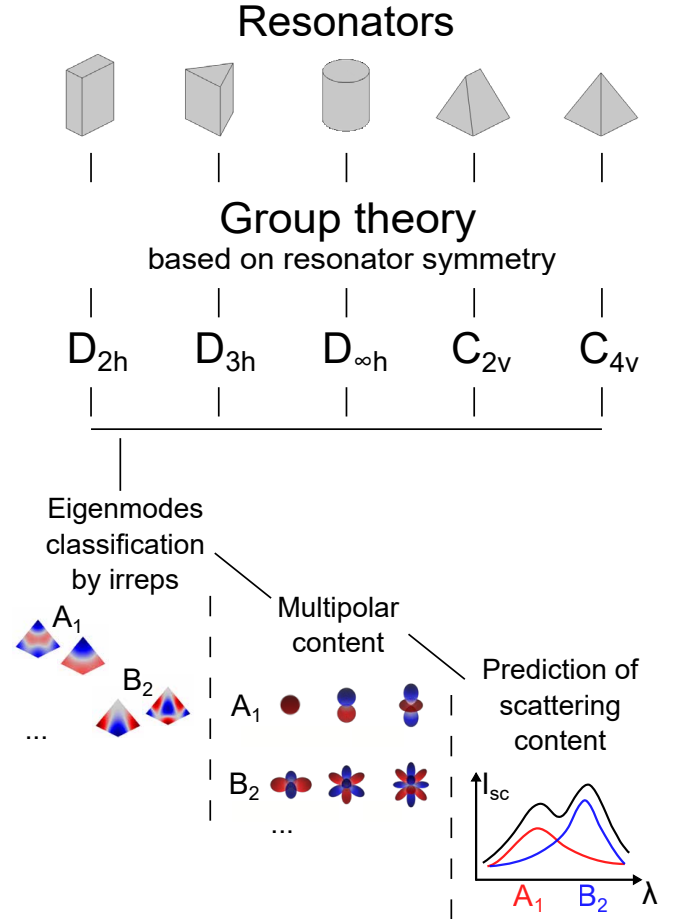 Resonators
Group theory
based on resonator symmetry
D₂ₕ D₃ₕ D∞ₕ C₂ᵥ C₄ᵥ
Eigenmodes
classification
by irreps
A₁
B₂
...
Multipolar
content
A₁
B₂
...
Prediction of
scattering
content
I_sc
A₁ B₂ λ